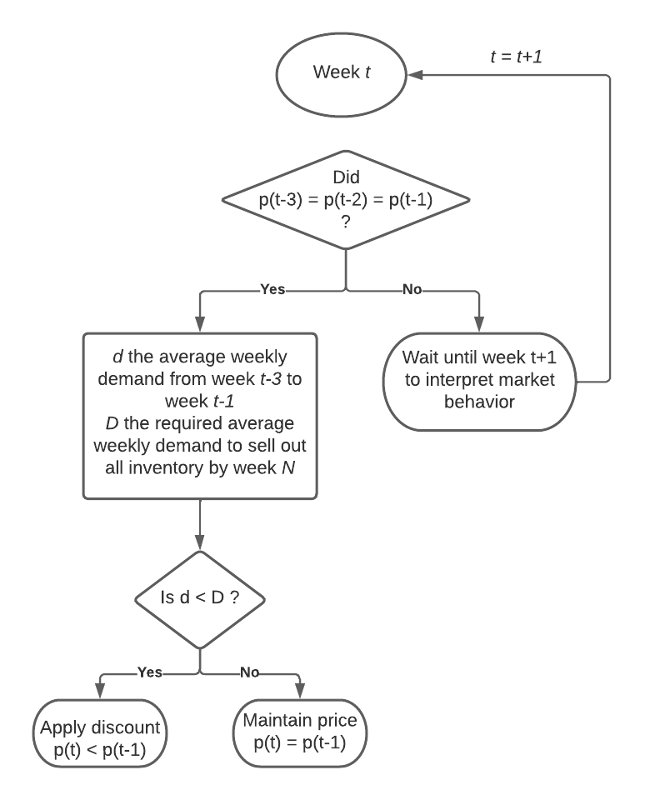 t = t+1
Week t
Did
p(t-3) = p(t-2) = p(t-1)
?
Yes
No
d the average weekly
demand from week t-3 to
week t-1
D the required average
weekly demand to sell out
all inventory by week N
Wait until week t+1
to interpret market
behavior
Is d < D ?
Yes
No
Apply discount
p(t) < p(t-1)
Maintain price
p(t) = p(t-1)